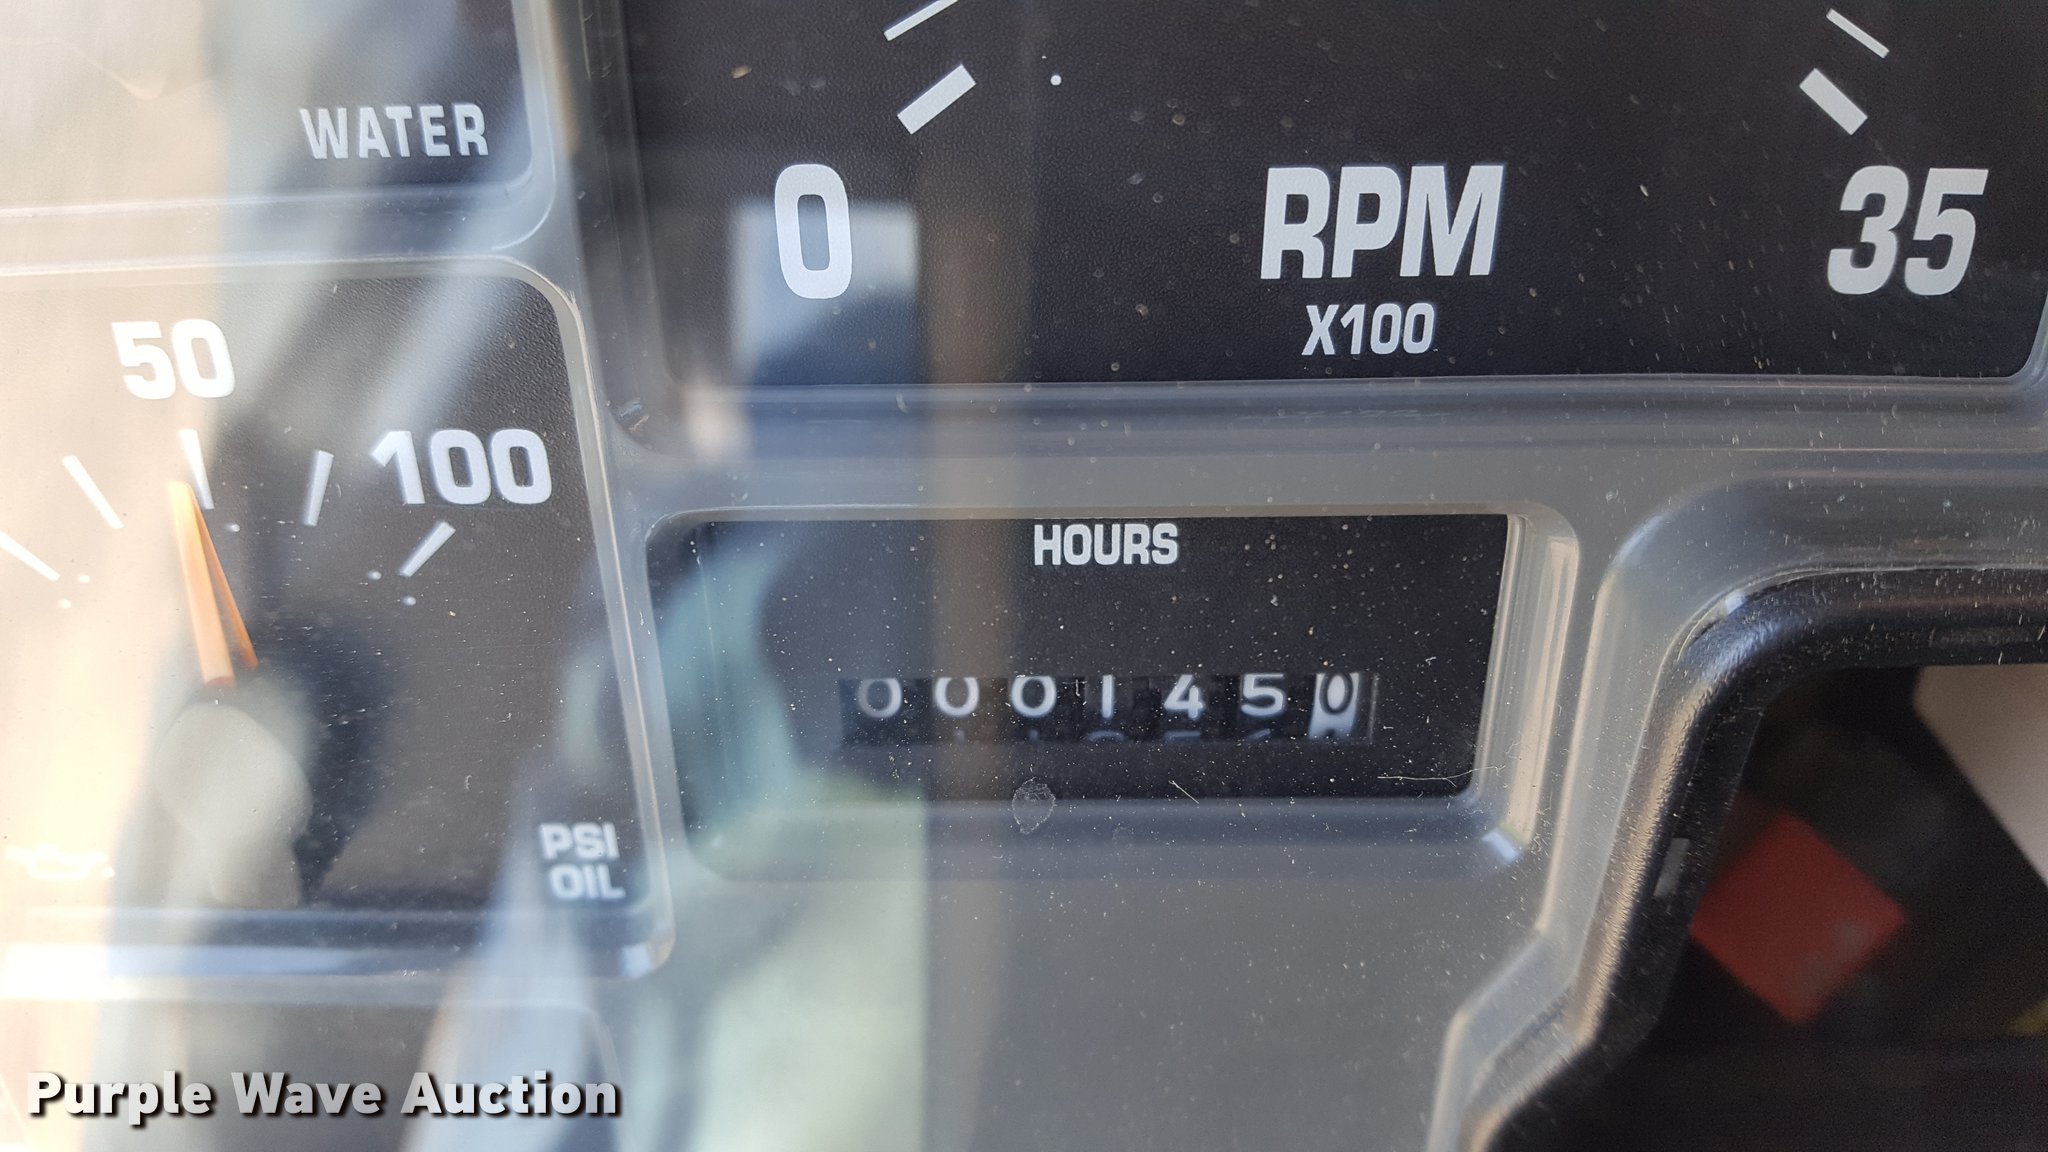 WATER
0
RPM
35
X100
50
100
HOURS
0001450
PSI
OIL
Purple Wave Auction